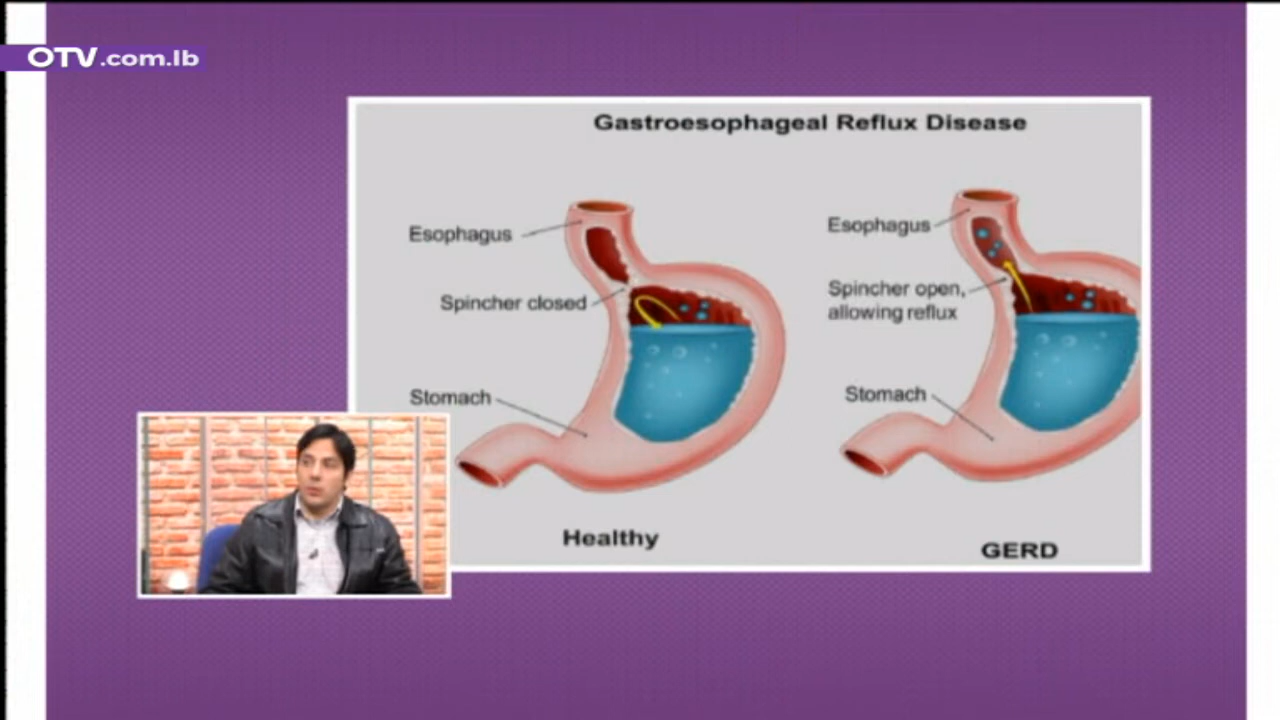 OTV.com.lb
Gastroesophageal Reflux Disease
Esophagus
Spincher closed
Stomach
Healthy
Esophagus
Spincher open,
allowing reflux
Stomach
GERD